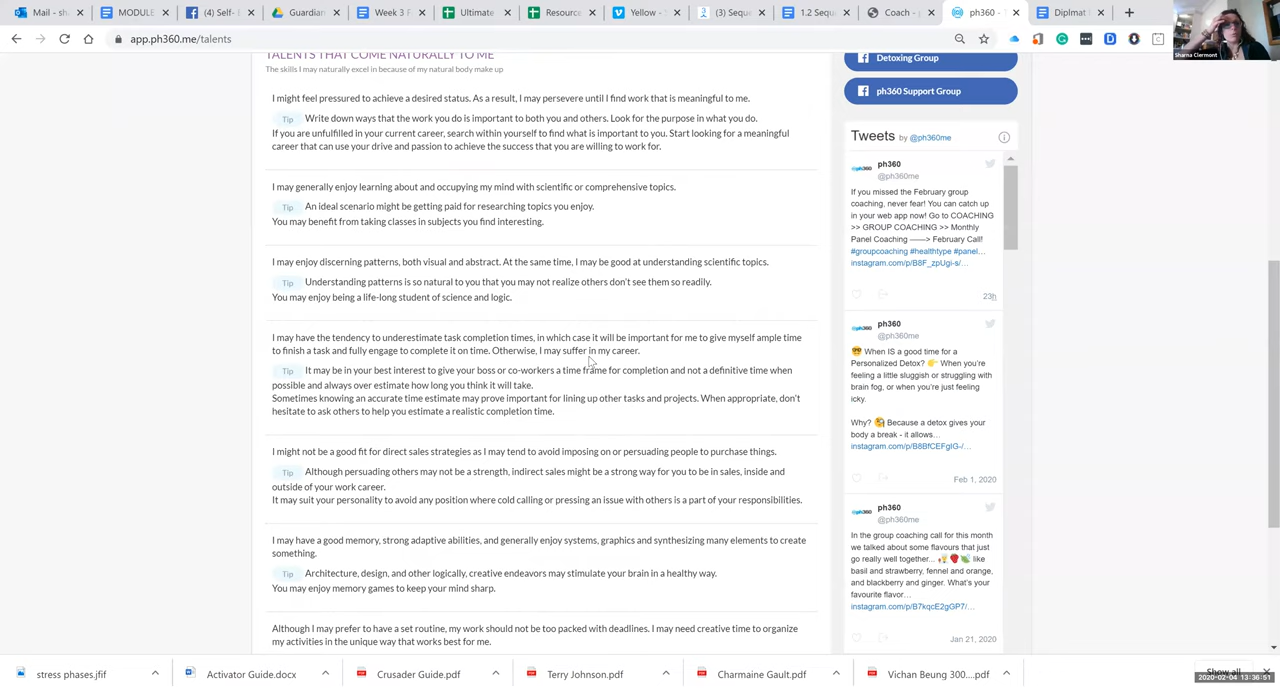 Mail - sha
MODULE
(4) Self-
Guardian
Week 3 F
Ultimate
Resource
Yellow - S
(3) Sequ
1.2 Sequ
Coach - p
ph360 -
Diplmat
app.ph360.me/talents
Sharna Clermont
TALENTS THAT COME NATURALLY TO ME
The skills I may naturally excel in because of my natural body make up
I might feel pressured to achieve a desired status. As a result, I may persevere until I find work that is meaningful to me.
Tip Write down ways that the work you do is important to both you and others. Look for the purpose in what you do.
If you are unfulfilled in your current career, search within yourself to find what is important to you. Start looking for a meaningful
career that can use your drive and passion to achieve the success that you are willing to work for.
I may generally enjoy learning about and occupying my mind with scientific or comprehensive topics.
Tip An ideal scenario might be getting paid for researching topics you enjoy.
You may benefit from taking classes in subjects you find interesting.
I may enjoy discerning patterns, both visual and abstract. At the same time, I may be good at understanding scientific topics.
Tip Understanding patterns is so natural to you that you may not realize others don't see them so readily.
You may enjoy being a life-long student of science and logic.
I may have the tendency to underestimate task completion times, in which case it will be important for me to give myself ample time
to finish a task and fully engage to complete it on time. Otherwise, I may suffer in my career.
Tip It may be in your best interest to give your boss or co-workers a time frame for completion and not a definitive time when
possible and always over estimate how long you think it will take.
Sometimes knowing an accurate time estimate may prove important for lining up other tasks and projects. When appropriate, don't
hesitate to ask others to help you estimate a realistic completion time.
I might not be a good fit for direct sales strategies as I may tend to avoid imposing on or persuading people to purchase things.
Tip Although persuading others may not be a strength, indirect sales might be a strong way for you to be in sales, inside and
outside of your work career.
It may suit your personality to avoid any position where cold calling or pressing an issue with others is a part of your responsibilities.
I may have a good memory, strong adaptive abilities, and generally enjoy systems, graphics and synthesizing many elements to create
something.
Tip Architecture, design, and other logically, creative endeavors may stimulate your brain in a healthy way.
You may enjoy memory games to keep your mind sharp.
Although I may prefer to have a set routine, my work should not be too packed with deadlines. I may need creative time to organize
my activities in the unique way that works best for me.
Detoxing Group
ph360 Support Group
Tweets by @ph360me
ph360
@ph360me
If you missed the February group
coaching, never fear! You can catch up
in your web app now! Go to COACHING
>> GROUP COACHING >> Monthly
Panel Coaching ——> February Call!
#groupcoaching #healthtype #panel…
instagram.com/p/B8F_zpUgi-s/…
23h
ph360
@ph360me
🤓 When IS a good time for a
Personalized Detox? 👉 When you're
feeling a little sluggish or struggling with
brain fog, or when you're just feeling
icky.
Why? 🧐 Because a detox gives your
body a break - it allows…
instagram.com/p/B8BfCEFgIG-/…
Feb 1, 2020
ph360
@ph360me
In the group coaching call for this month
we talked about some flavours that just
go really well together... like
basil and strawberry, fennel and orange,
and blackberry and ginger. What's your
favourite flavor…
instagram.com/p/B7kqcE2gGP7/…
Jan 21, 2020
stress phases.jfif
Activator Guide.docx
Crusader Guide.pdf
Terry Johnson.pdf
Charmaine Gault.pdf
Vichan Beung 300....pdf
Show all
2020-02-04 13:36:51